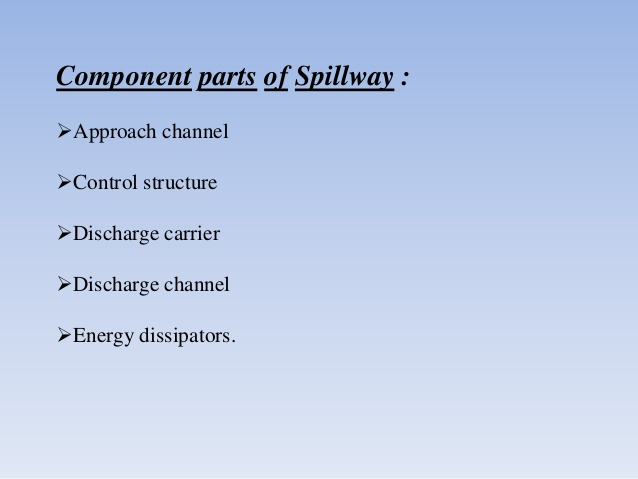 Component parts of Spillway :
➢Approach channel
➢Control structure
➢Discharge carrier
➢Discharge channel
➢Energy dissipators.